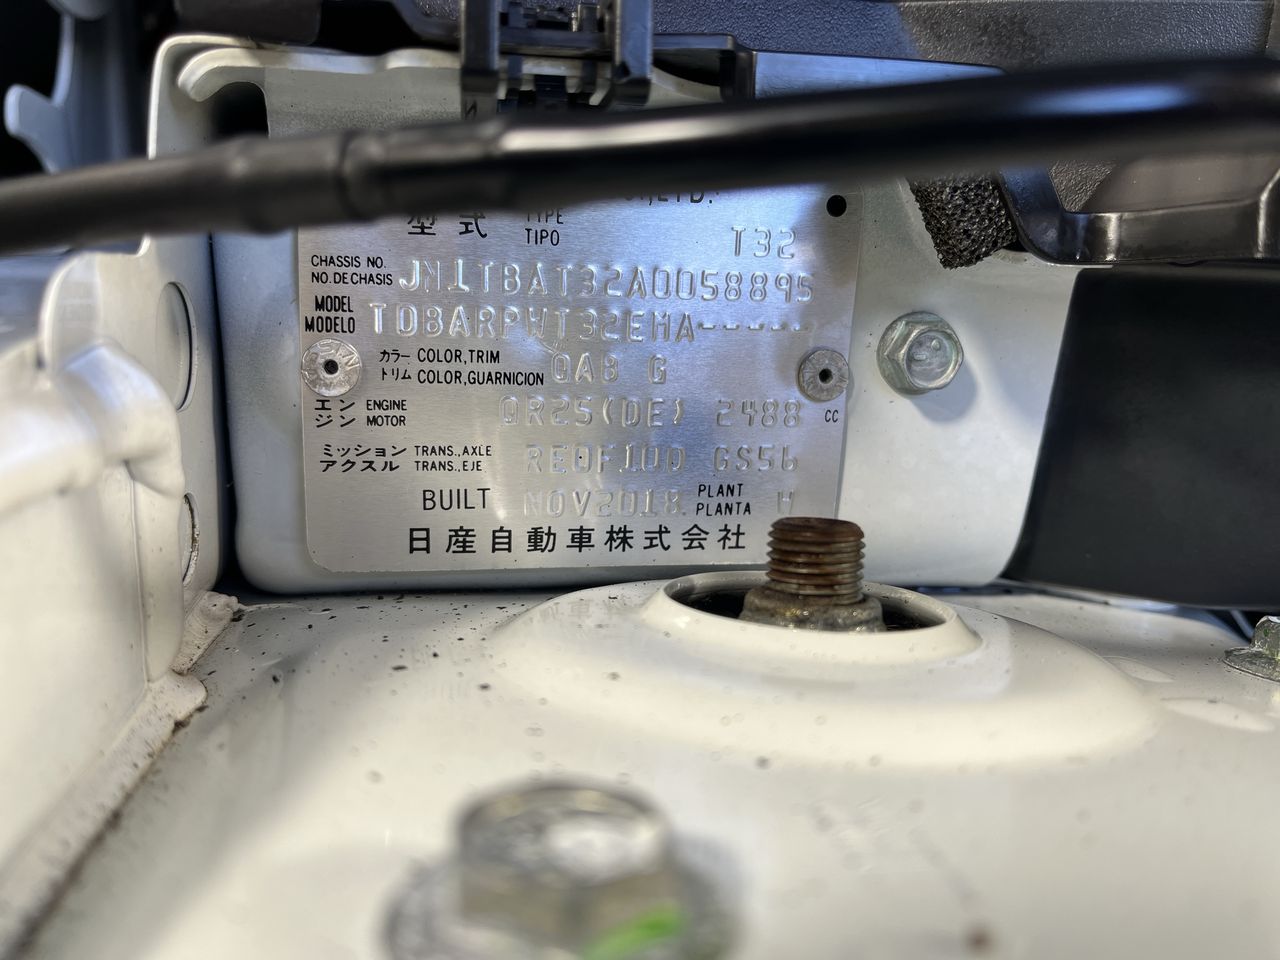 LTD.
型式 TYPE TIPO T32
CHASSIS NO.
NO. DE CHASIS JN1TBAT32A0058895
MODEL
MODELO TDBARPWT32EMA-----
カラー COLOR,TRIM
トリム COLOR,GUARNICION QAB G
エン ENGINE
ジン MOTOR QR25(DE) 2488 CC
ミッション TRANS.,AXLE
アクスル TRANS.,EJE RE0F10D GS56
BUILT NOV2018 PLANT
PLANTA W
日産自動車株式会社